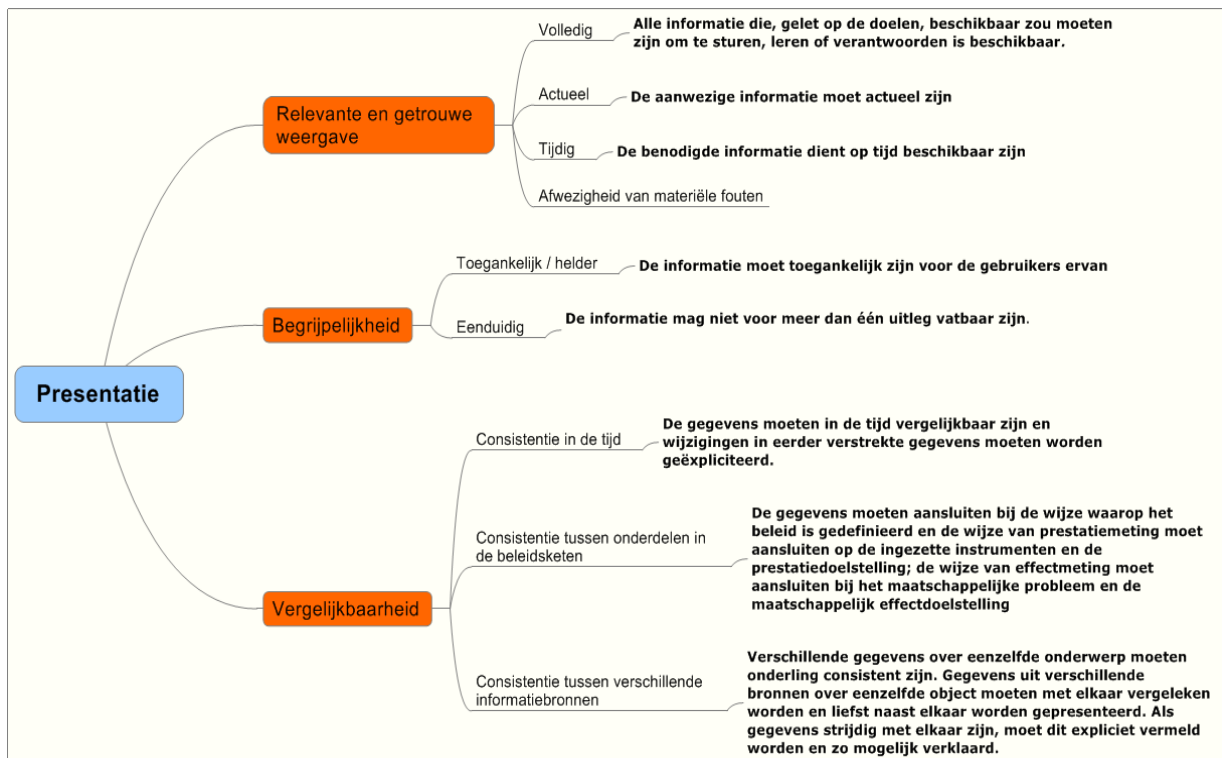 Presentatie
Relevante en getrouwe
weergave
Volledig
Alle informatie die, gelet op de doelen, beschikbaar zou moeten
zijn om te sturen, leren of verantwoorden is beschikbaar.
Actueel
De aanwezige informatie moet actueel zijn
Tijdig
De benodigde informatie dient op tijd beschikbaar zijn
Afwezigheid van materiële fouten
Begrijpelijkheid
Toegankelijk / helder
De informatie moet toegankelijk zijn voor de gebruikers ervan
Eenduidig
De informatie mag niet voor meer dan één uitleg vatbaar zijn.
Vergelijkbaarheid
Consistentie in de tijd
De gegevens moeten in de tijd vergelijkbaar zijn en
wijzigingen in eerder verstrekte gegevens moeten worden
geëxpliciteerd.
Consistentie tussen onderdelen in
de beleidsketen
De gegevens moeten aansluiten bij de wijze waarop het
beleid is gedefinieerd en de wijze van prestatiemeting moet
aansluiten op de ingezette instrumenten en de
prestatiedoelstelling; de wijze van effectmeting moet
aansluiten bij het maatschappelijke probleem en de
maatschappelijk effectdoelstelling
Consistentie tussen verschillende
informatiebronnen
Verschillende gegevens over eenzelfde onderwerp moeten
onderling consistent zijn. Gegevens uit verschillende
bronnen over eenzelfde object moeten met elkaar vergeleken
worden en liefst naast elkaar worden gepresenteerd. Als
gegevens strijdig met elkaar zijn, moet dit expliciet vermeld
worden en zo mogelijk verklaard.